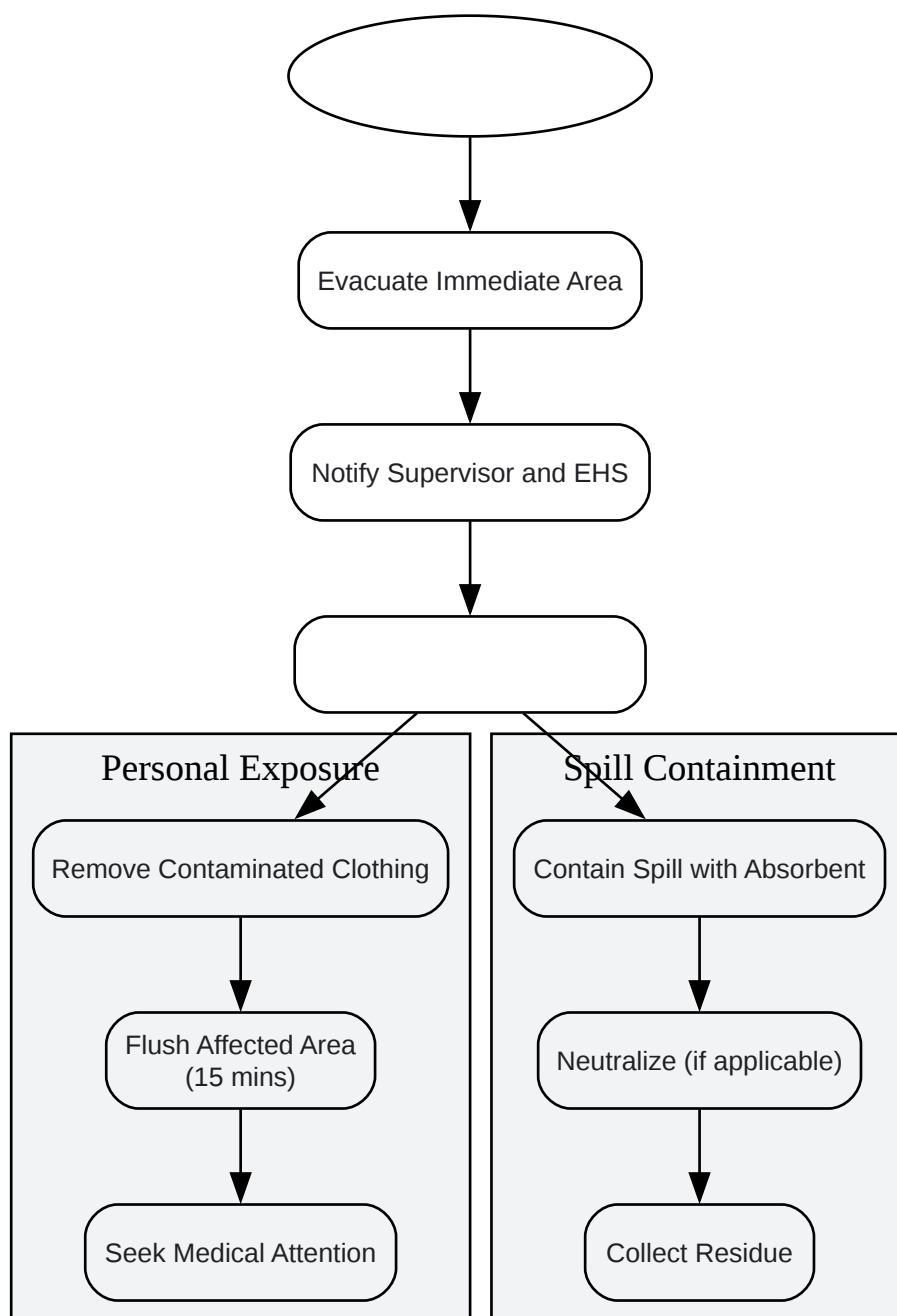 Evacuate Immediate Area
Notify Supervisor and EHS
Personal Exposure
Remove Contaminated Clothing
Flush Affected Area
(15 mins)
Seek Medical Attention
Spill Containment
Contain Spill with Absorbent
Neutralize (if applicable)
Collect Residue